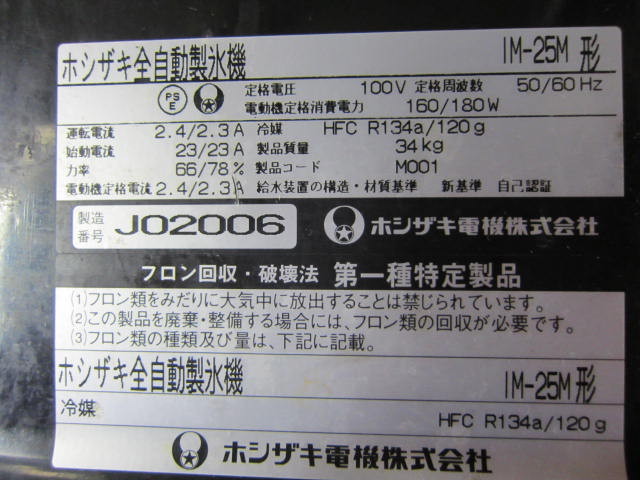 ホシザキ全自動製氷機 IM-25M 形
PS E 定格電圧 100V 定格周波数 50/60Hz
電動機定格消費電力 160/180W
運転電流 2.4/2.3A 冷媒 HFC R134a/120g
始動電流 23/23A 製品質量 34kg
力率 66/78% 製品コード M001
電動機定格電流 2.4/2.3A 給水装置の構造・材質基準 新基準 自己認証
製造番号 J02006 ホシザキ電機株式会社
フロン回収・破壊法 第一種特定製品
(1)フロン類をみだりに大気中に放出することは禁じられています。
(2)この製品を廃棄・整備する場合には、フロン類の回収が必要です。
(3)フロン類の種類及び量は、下記に記載。
ホシザキ全自動製氷機 IM-25M 形
冷媒 HFC R134a/120g
ホシザキ電機株式会社